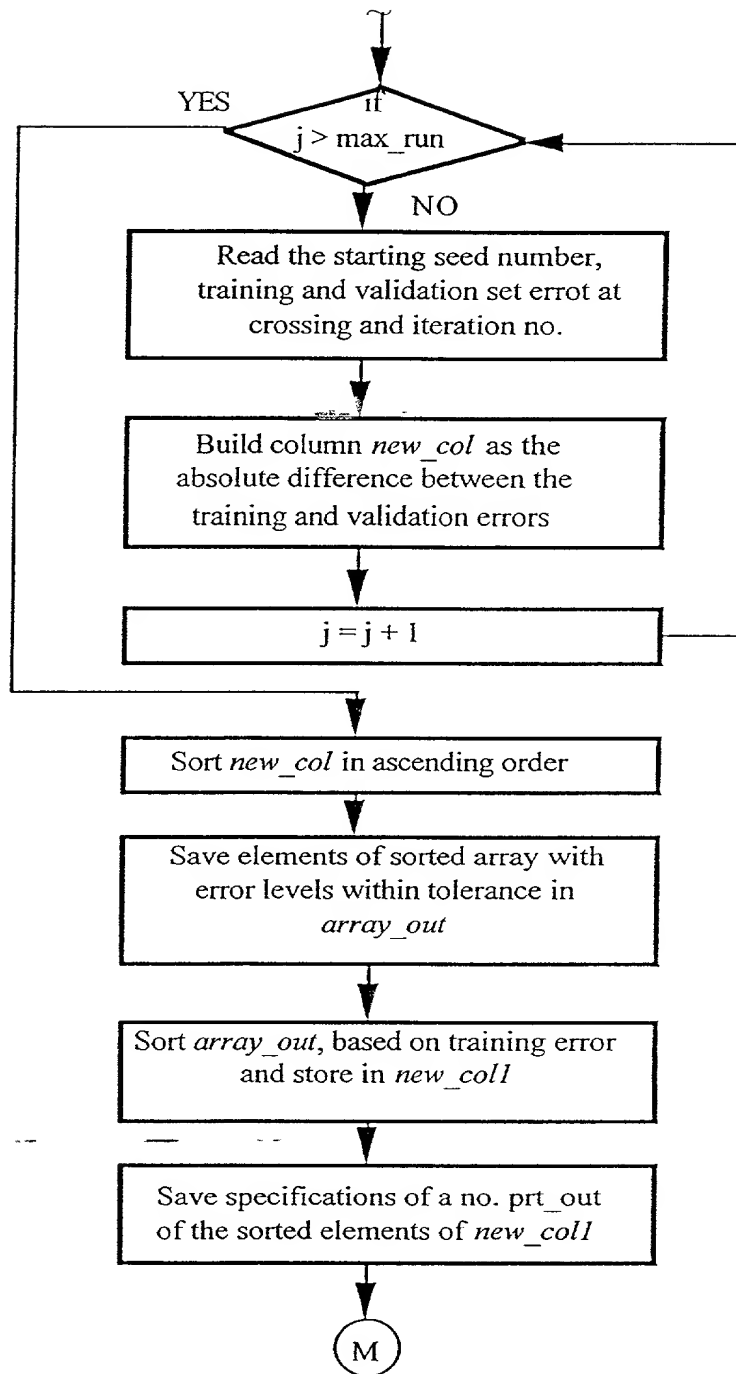 YES
if
j > max_run
NO
Read the starting seed number,
training and validation set errot at
crossing and iteration no.
Build column new_col as the
absolute difference between the
training and validation errors
j = j + 1
Sort new_col in ascending order
Save elements of sorted array with
error levels within tolerance in
array_out
Sort array_out, based on training error
and store in new_col1
Save specifications of a no. prt_out
of the sorted elements of new_col1
M